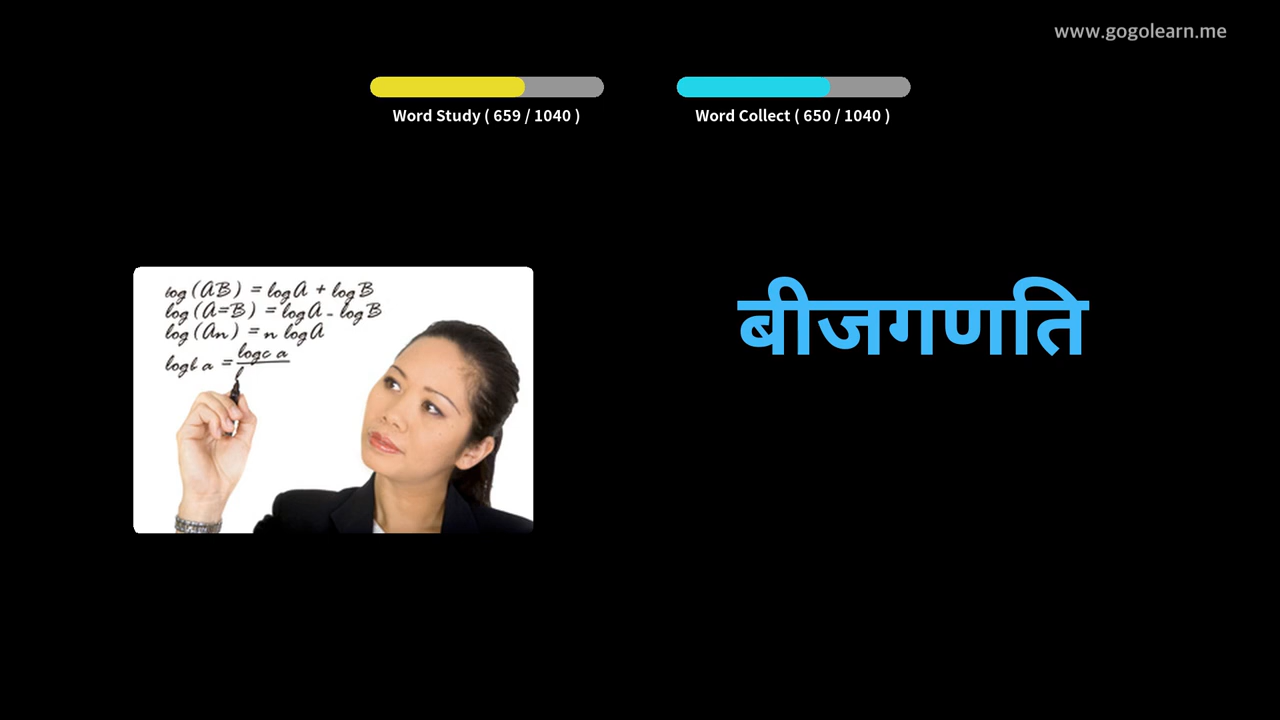 www.gogolearn.me
Word Study ( 659 / 1040 )
Word Collect ( 650 / 1040 )
log (AB) = log A + log B
log (A=B) = log A - log B
log (An) = n log A
logb a = logc a
बीजगणति